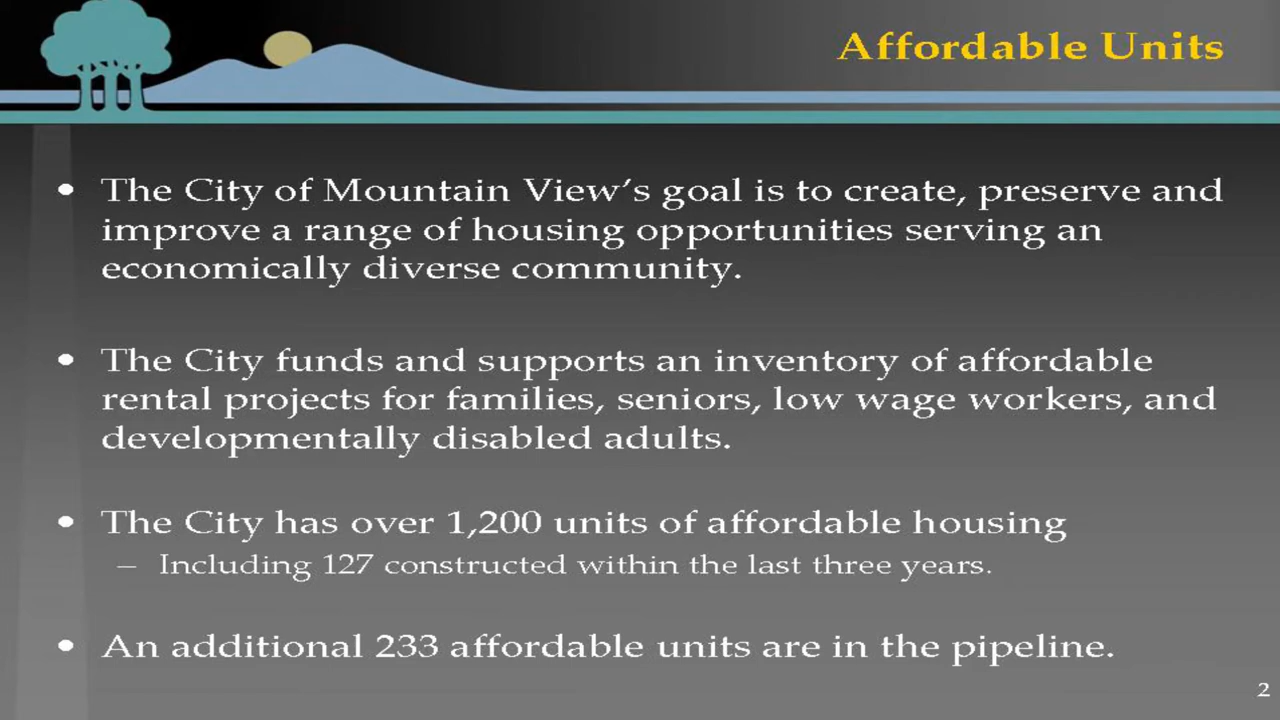 Affordable Units
• The City of Mountain View's goal is to create, preserve and
improve a range of housing opportunities serving an
economically diverse community.
• The City funds and supports an inventory of affordable
rental projects for families, seniors, low wage workers, and
developmentally disabled adults.
• The City has over 1,200 units of affordable housing
– Including 127 constructed within the last three years.
• An additional 233 affordable units are in the pipeline.
2